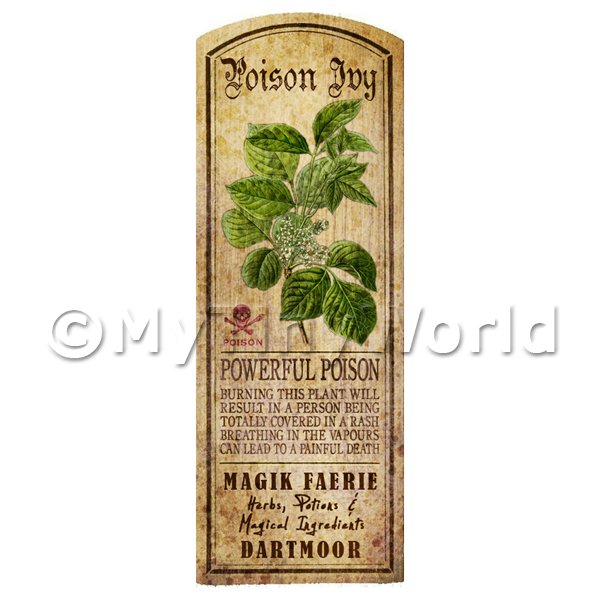 Poison Ivy
POISON
©MyTinyWorld
POWERFUL POISON
BURNING THIS PLANT WILL
RESULT IN A PERSON BEING
TOTALLY COVERED IN A RASH
BREATHING IN THE VAPOURS
CAN LEAD TO A PAINFUL DEATH
MAGIK FAERIE
Herbs, Potions &
Magical Ingredients
DARTMOOR